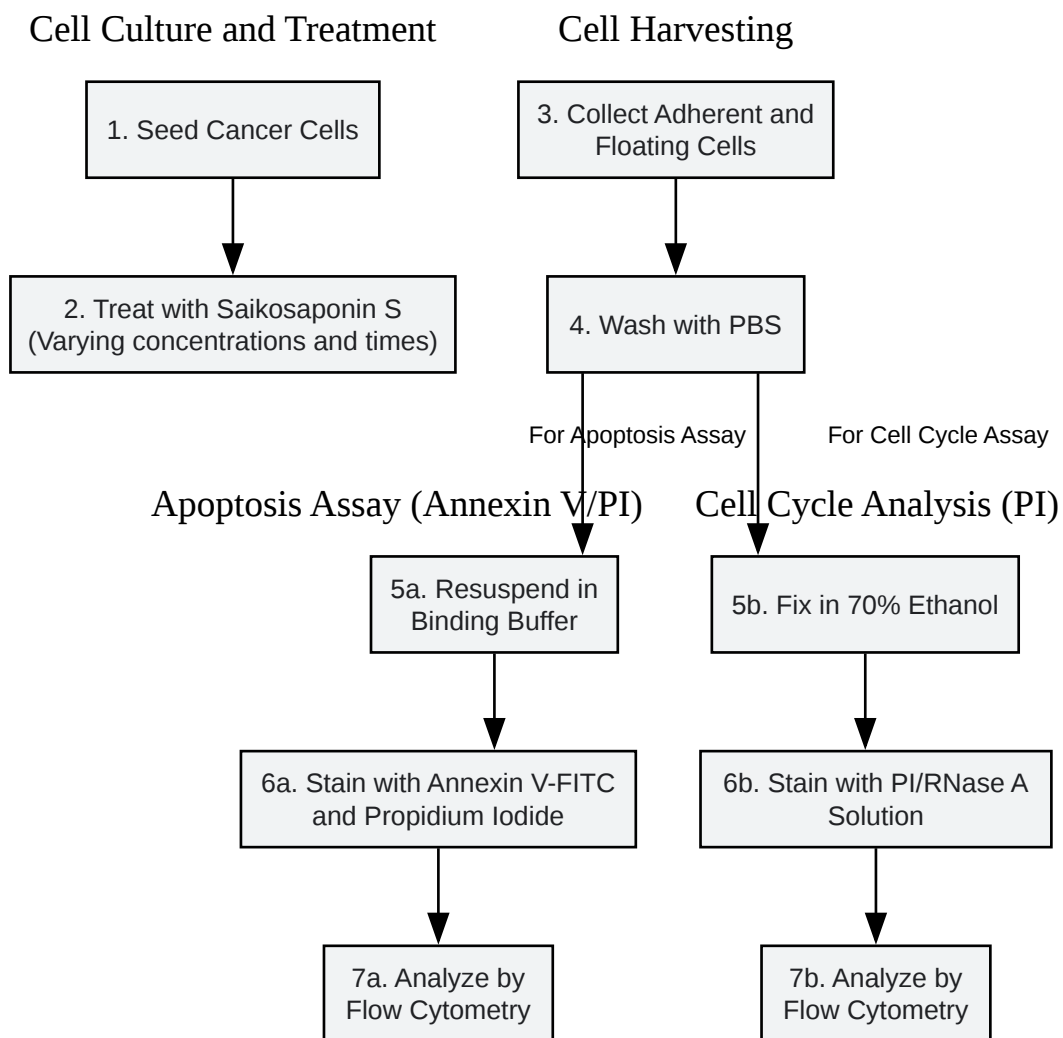 Cell Culture and Treatment
Cell Harvesting
1. Seed Cancer Cells
3. Collect Adherent and
Floating Cells
2. Treat with Saikosaponin S
(Varying concentrations and times)
4. Wash with PBS
For Apoptosis Assay
For Cell Cycle Assay
Apoptosis Assay (Annexin V/PI)
Cell Cycle Analysis (PI)
5a. Resuspend in
Binding Buffer
5b. Fix in 70% Ethanol
6a. Stain with Annexin V-FITC
and Propidium Iodide
6b. Stain with PI/RNase A
Solution
7a. Analyze by
Flow Cytometry
7b. Analyze by
Flow Cytometry